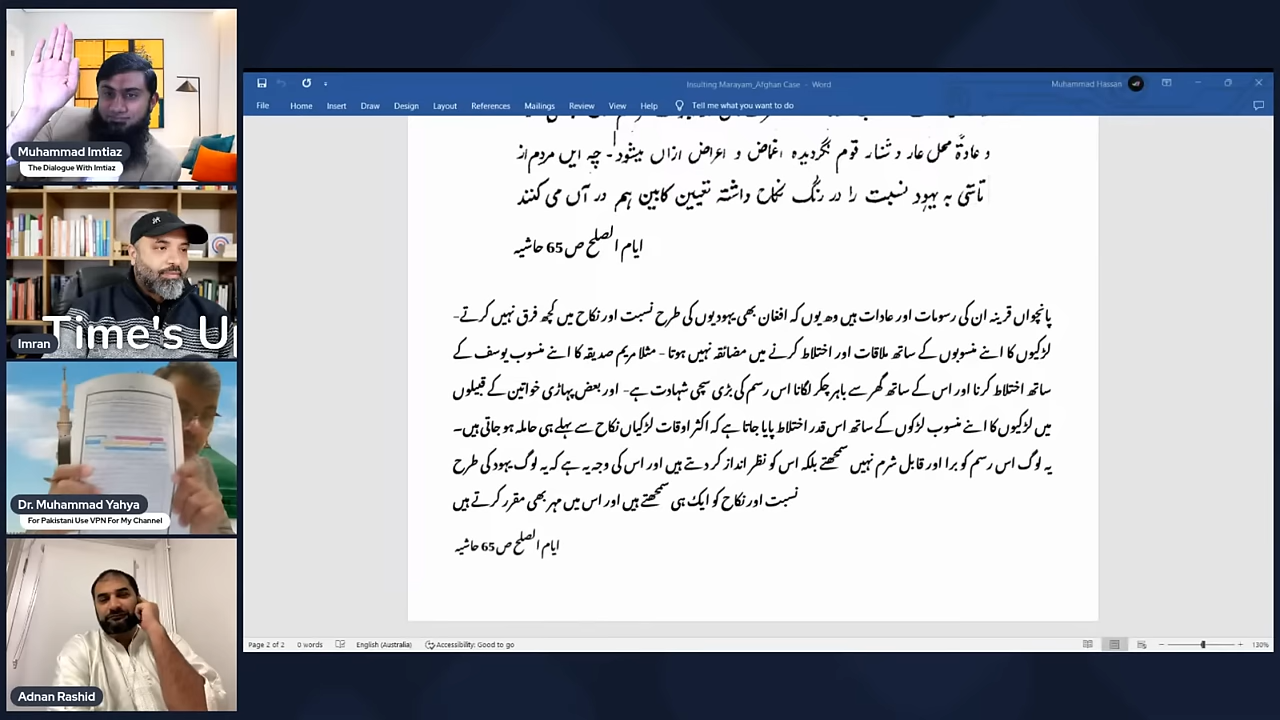 Muhammad Imtiaz
The Dialogue With Imtiaz
Time's U
Imran
Dr. Muhammad Yahya
For Pakistani Use VPN For My Channel
Adnan Rashid
Insulting Marayam_Afghan Case - Word
Muhammad Hassan
File Home Insert Draw Design Layout References Mailings Review View Help Tell me what you want to do
و عادۃً محل عار و شنار قوم نگردیدہ اغماض و اعراض ازاں میشود۔ چہ ایں مردم از
تاتئی بہ یہود نسبت را در رنگ نکاح داشتہ تعیین کابین ہم در آں می کنند
ایام الصلح ص 65 حاشیہ
پانچواں قرینہ ان کی رسومات اور عادات ہیں وہ یوں کہ افغان بھی یہودیوں کی طرح نسبت اور نکاح میں کچھ فرق نہیں کرتے-
لڑکیوں کا اپنے منسوبوں کے ساتھ ملاقات اور اختلاط کرنے میں مضائقہ نہیں ہوتا - مثلا مریم صدیقہ کا اپنے منسوب یوسف کے
ساتھ اختلاط کرنا اور اس کے ساتھ گھر سے باہر چکر لگانا اس رسم کی بڑی سچی شہادت ہے- اور بعض پہاڑی خواتین کے قبیلوں
میں لڑکیوں کا اپنے منسوب لڑکوں کے ساتھ اس قدر اختلاط پایا جاتا ہے کہ اکثر اوقات لڑکیاں نکاح سے پہلے ہی حاملہ ہو جاتی ہیں۔
یہ لوگ اس رسم کو برا اور قابل شرم نہیں سمجھتے بلکہ اس کو نظر انداز کر دتے ہیں اور اس کی وجہ یہ ہے کہ یہ لوگ یہود کی طرح
نسبت اور نکاح کو ایک ہی سمجھتے ہیں اور اس میں مہر بھی مقرر کرتے ہیں
ایام الصلح ص 65 حاشیہ
Page 2 of 2 0 words English (Australia) Accessibility: Good to go 130%